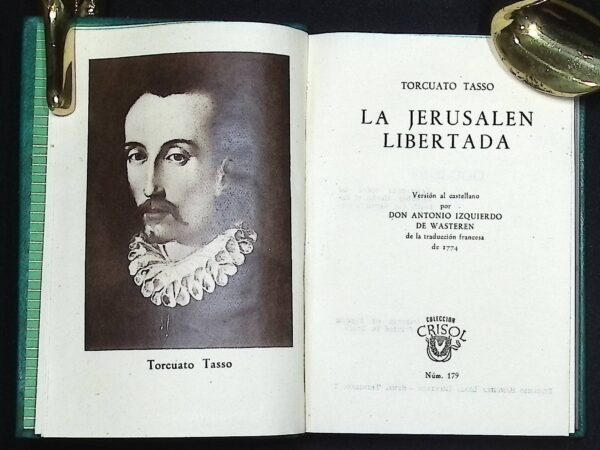 Torcuato Tasso
TORCUATO TASSO
LA JERUSALEN
LIBERTADA
Versión al castellano
por
DON ANTONIO IZQUIERDO
DE WASTEREN
de la traducción francesa
de 1774
COLECCION
CRISOL
Núm. 179